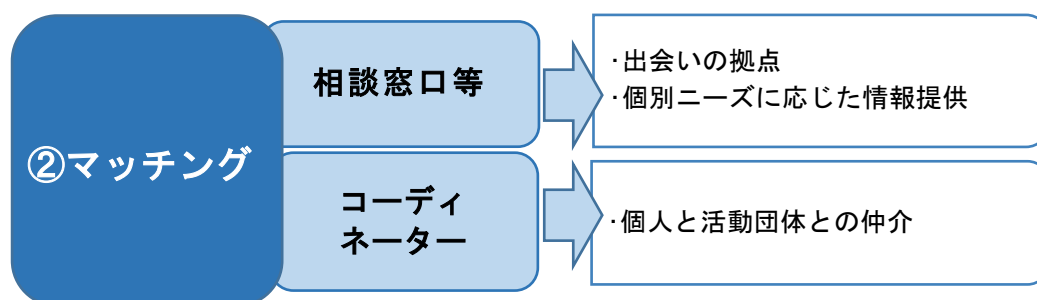 ②マッチング
相談窓口等
・出会いの拠点
・個別ニーズに応じた情報提供
コーディ
ネーター
・個人と活動団体との仲介